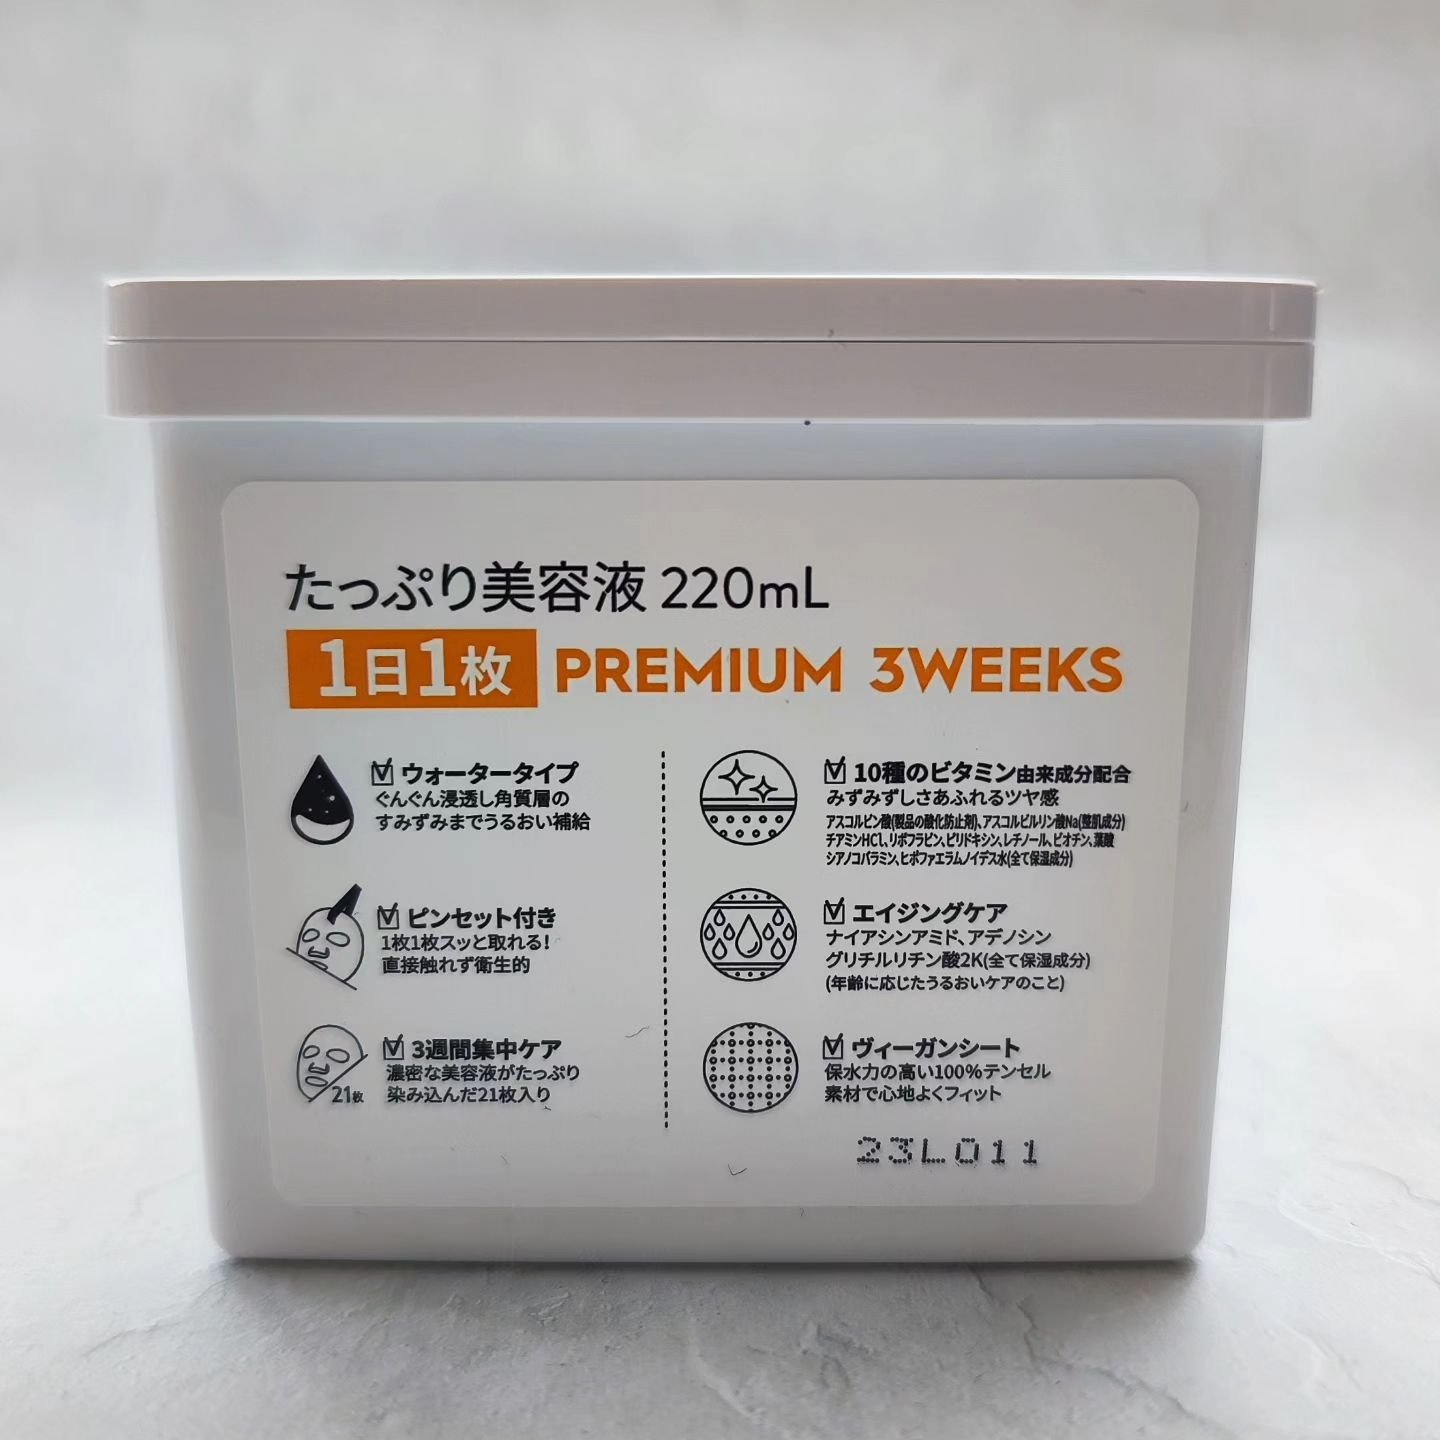 たっぷり美容液 220mL
1日1枚 PREMIUM 3WEEKS
ウォータータイプ
ぐんぐん浸透し角質層の
すみずみまでうるおい補給
ピンセット付き
1枚1枚スッと取れる!
直接触れず衛生的
3週間集中ケア
濃密な美容液がたっぷり
染み込んだ21枚入り
21枚
10種のビタミン由来成分配合
みずみずしさあふれるツヤ感
アスコルビン酸(製品の酸化防止剤)、アスコルビルリン酸Na(整肌成分)
チアミンHCl、リボフラビン、ピリドキシン、レチノール、ビオチン、葉酸
シアノコバラミン、ヒポファエラムノイデス水(全て保湿成分)
エイジングケア
ナイアシンアミド、アデノシン
グリチルリチン酸2K(全て保湿成分)
(年齢に応じたうるおいケアのこと)
ヴィーガンシート
保水力の高い100%テンセル
素材で心地よくフィット
23L011